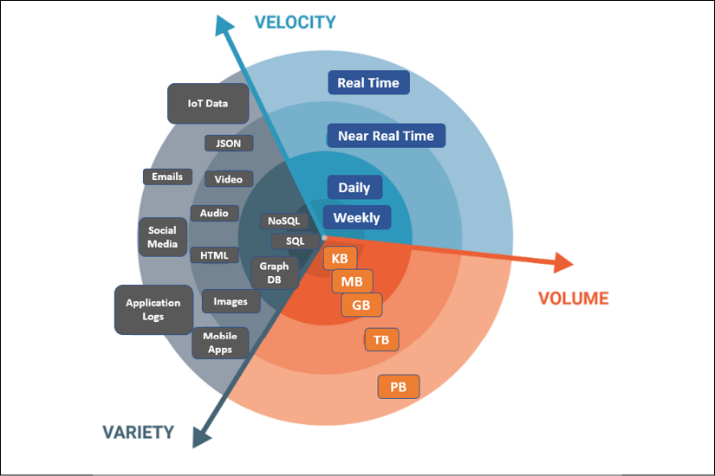 VELOCITY
Real Time
IoT Data
Near Real Time
JSON
Emails
Video
Daily
Audio
Weekly
NoSQL
Social
Media
SQL
HTML
KB
Graph
DB
MB
VOLUME
Application
Logs
Images
GB
Mobile
Apps
TB
PB
VARIETY